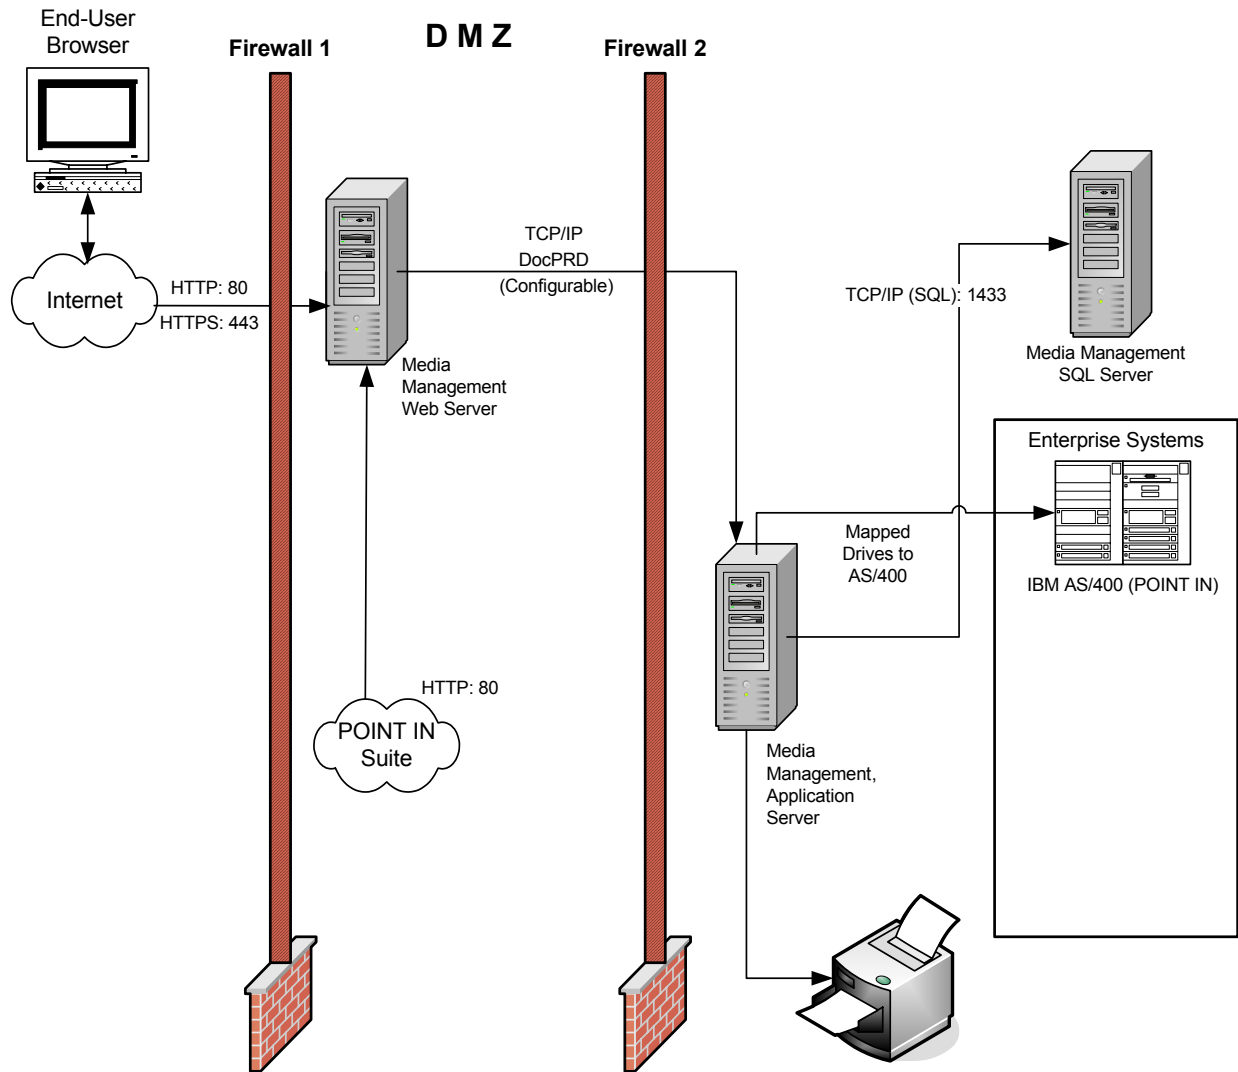 End-User
Browser
Firewall 1
D M Z
Firewall 2
Internet
HTTP: 80
HTTPS: 443
TCP/IP
DocPRD
(Configurable)
Media
Management
Web Server
TCP/IP (SQL): 1433
Media Management
SQL Server
Enterprise Systems
Mapped
Drives to
AS/400
IBM AS/400 (POINT IN)
HTTP: 80
POINT IN
Suite
Media
Management,
Application
Server